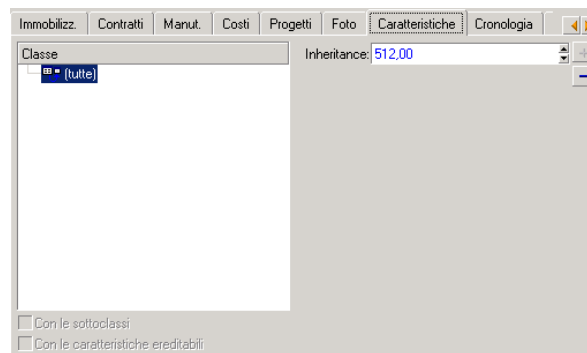 Immobilizz. Contratti Manut. Costi Progetti Foto Caratteristiche Cronologia
Classe
Inheritance: 512,00
(tutte)
Con le sottoclassi
Con le caratteristiche ereditabili